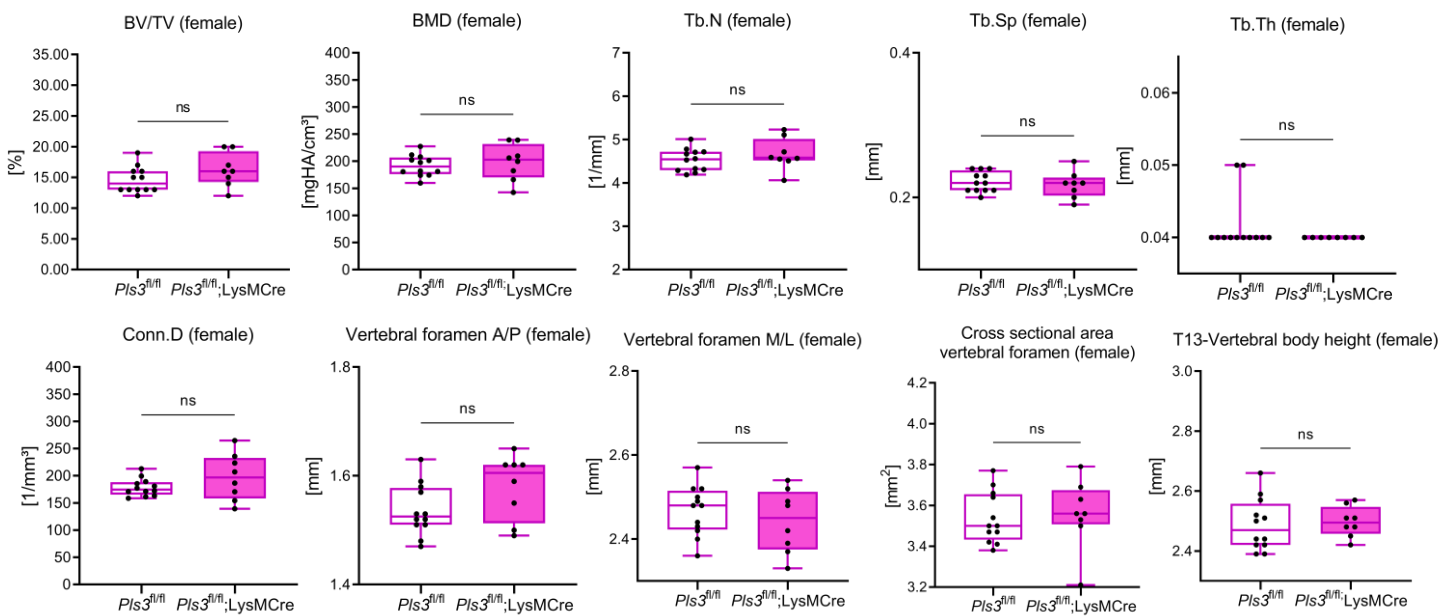 BV/TV (female)
[%]
35.00
30.00
25.00
20.00
15.00
10.00
5.00
0.00
ns
Pls3fl/fl Pls3fl/fl;LysMCre
BMD (female)
[mgHA/cm³]
400
350
300
250
200
150
100
50
0
ns
Pls3fl/fl Pls3fl/fl;LysMCre
Tb.N (female)
[1/mm]
7
6
5
4
2
ns
Pls3fl/fl Pls3fl/fl;LysMCre
Tb.Sp (female)
[mm]
0.4
0.2
ns
Pls3fl/fl Pls3fl/fl;LysMCre
Tb.Th (female)
[mm]
0.06
0.05
0.04
ns
Pls3fl/fl Pls3fl/fl;LysMCre
Conn.D (female)
[1/mm³]
400
350
300
250
200
150
100
50
0
ns
Pls3fl/fl Pls3fl/fl;LysMCre
Vertebral foramen A/P (female)
[mm]
1.8
1.6
1.4
ns
Pls3fl/fl Pls3fl/fl;LysMCre
Vertebral foramen M/L (female)
[mm]
2.8
2.6
2.4
ns
Pls3fl/fl Pls3fl/fl;LysMCre
Cross sectional area
vertebral foramen (female)
[mm²]
4.2
4.0
3.8
3.6
3.4
3.2
ns
Pls3fl/fl Pls3fl/fl;LysMCre
T13-Vertebral body height (female)
[mm]
3.0
2.8
2.6
2.4
ns
Pls3fl/fl Pls3fl/fl;LysMCre